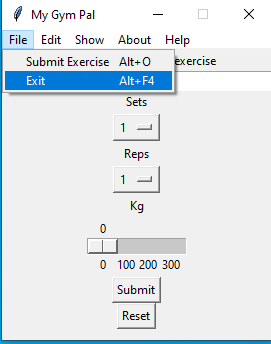 My Gym Pal
File Edit Show About Help
Submit Exercise Alt+O
exercise
Exit Alt+F4
Sets
1
Reps
1
Kg
0
0 100 200 300
Submit
Reset